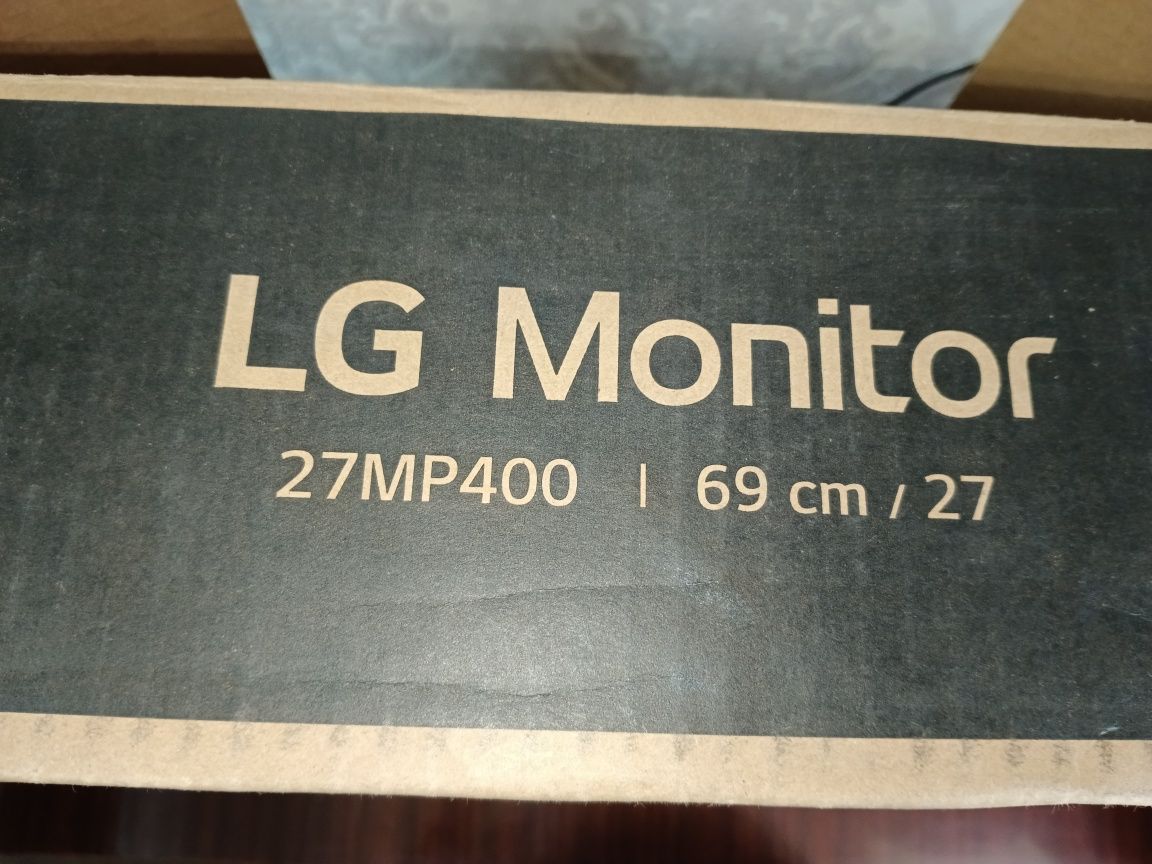 LG Monitor
27MP400 | 69 cm / 27